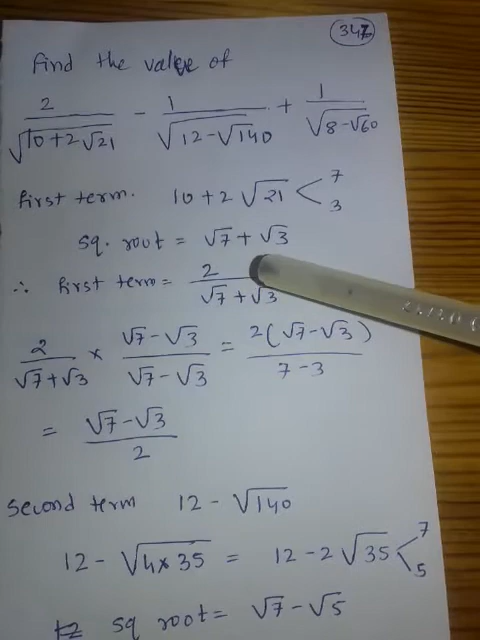 347
Find the value of
2/√(10+2√21) - 1/√(12-√140) + 1/√(8-√60)
First term. 10+2√21 < 7 3
sq. root = √7+√3
∴ First term = 2/(√7+√3)
2/(√7+√3) × (√7-√3)/(√7-√3) = 2(√7-√3)/(7-3)
= (√7-√3)/2
Second term 12-√140
12-√(4×35) = 12-2√35 < 7 5
sq root = √7-√5